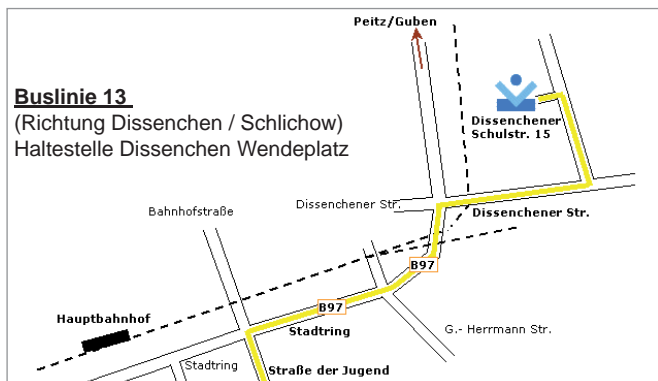 Peitz/Guben
Buslinie 13
(Richtung Dissenchen / Schlichow)
Haltestelle Dissenchen Wendeplatz
Dissenchener
Schulstr. 15
Bahnhofstraße
Dissenchener Str.
Dissenchener Str.
B97
B97
Hauptbahnhof
Stadtring
G.- Herrmann Str.
Stadtring
Straße der Jugend